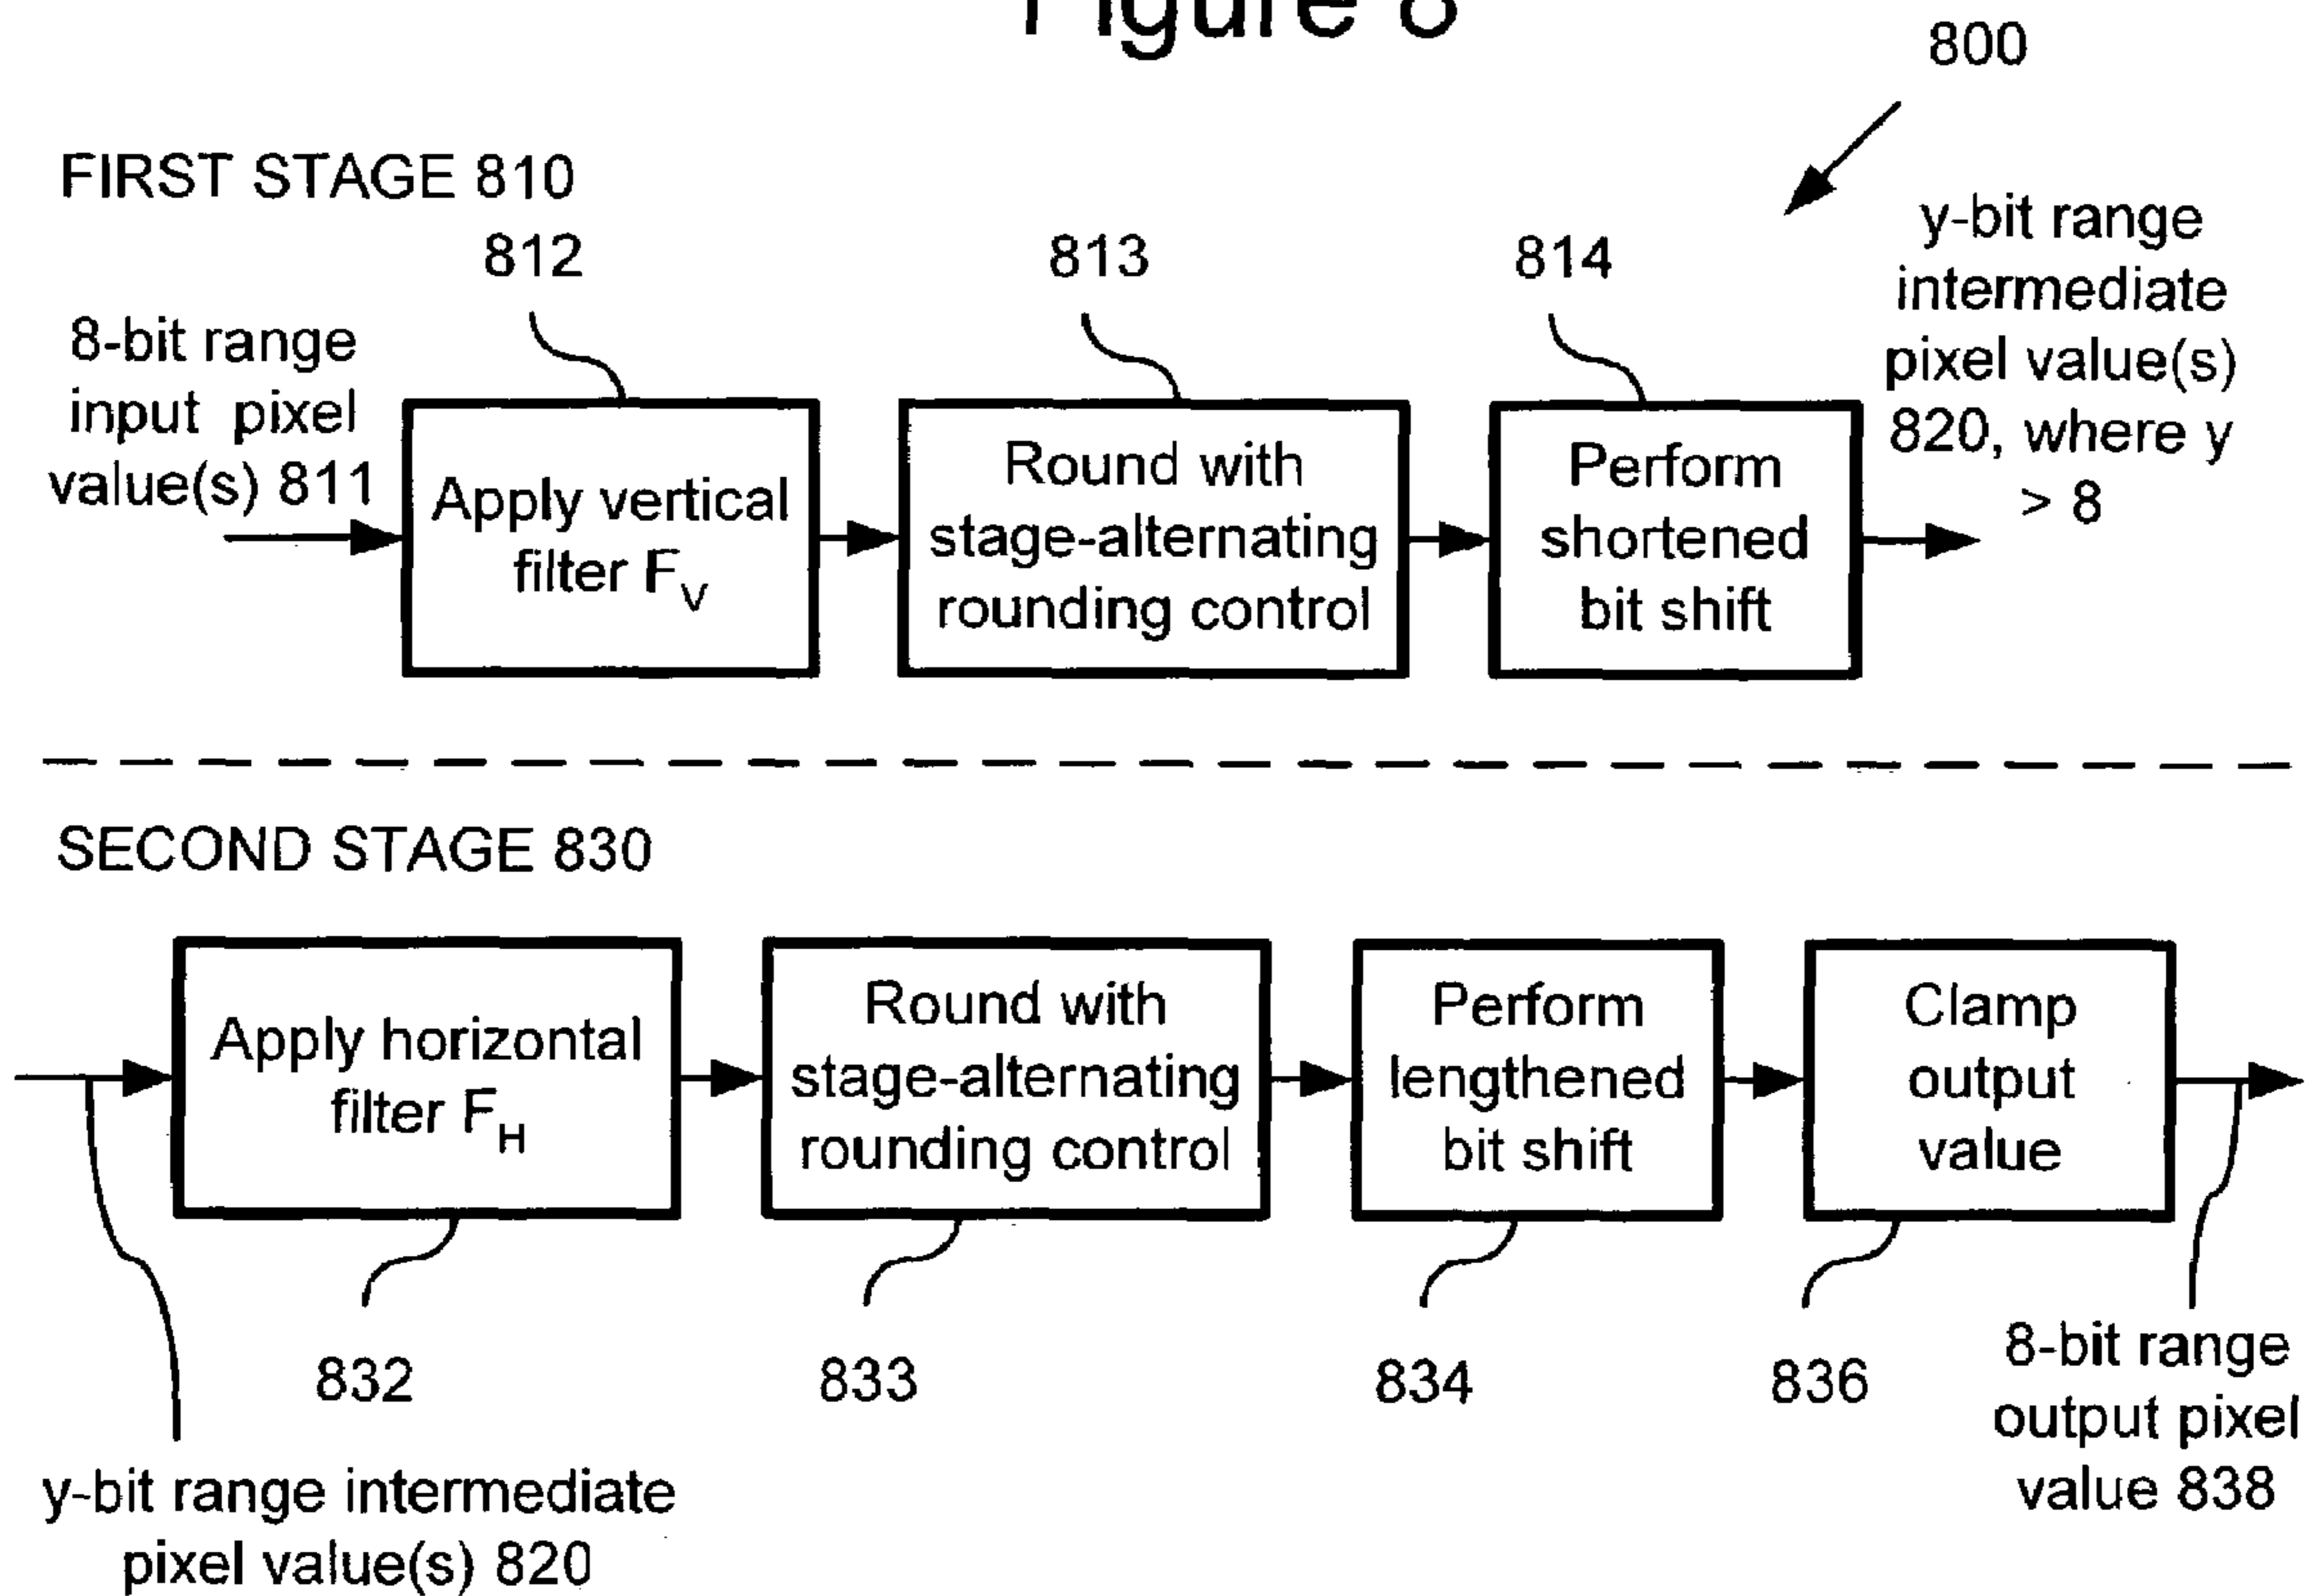 Figure 8
800
FIRST STAGE 810
812
813
814
8-bit range
input pixel
value(s) 811
Apply vertical
filter FV
Round with
stage-alternating
rounding control
Perform
shortened
bit shift
y-bit range
intermediate
pixel value(s)
820, where y
> 8
SECOND STAGE 830
Apply horizontal
filter FH
Round with
stage-alternating
rounding control
Perform
lengthened
bit shift
Clamp
output
value
832
833
834
836
8-bit range
output pixel
value 838
y-bit range intermediate
pixel value(s) 820